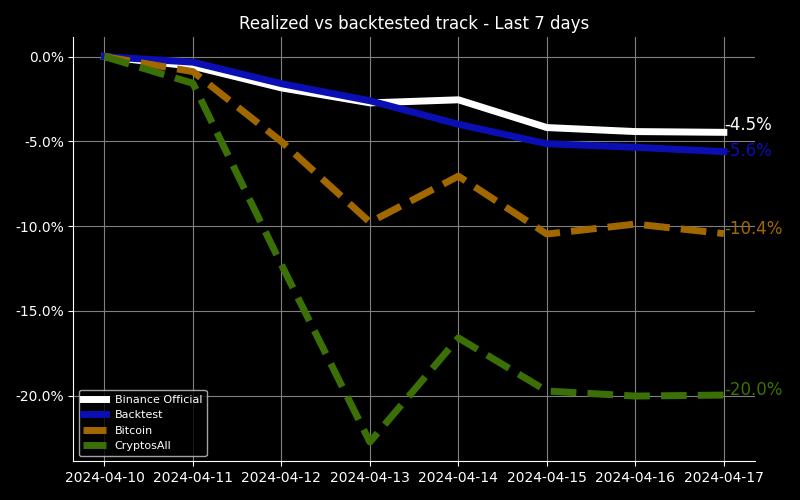 Realized vs backtested track - Last 7 days
0.0%
-5.0%
-10.0%
-15.0%
-20.0%
-4.5%
-5.6%
-10.4%
-20.0%
Binance Official
Backtest
Bitcoin
CryptosAll
2024-04-10 2024-04-11 2024-04-12 2024-04-13 2024-04-14 2024-04-15 2024-04-16 2024-04-17